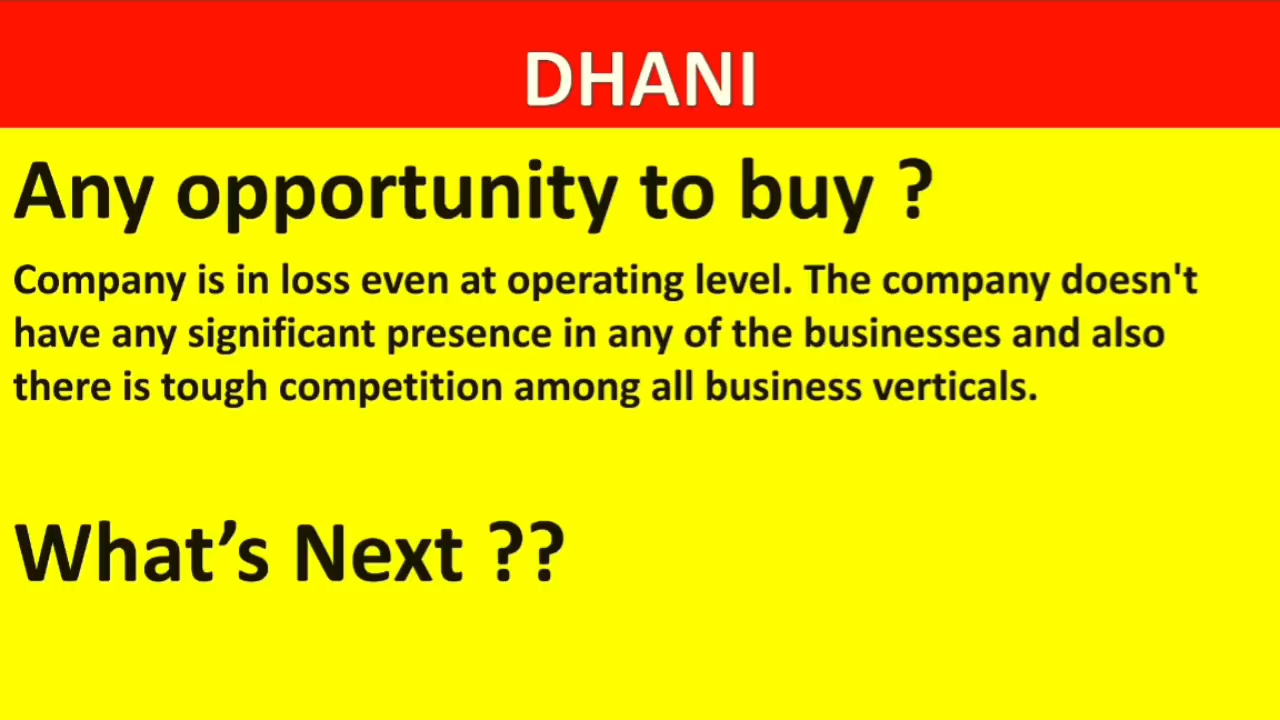 DHANI
Any opportunity to buy ?
Company is in loss even at operating level. The company doesn't
have any significant presence in any of the businesses and also
there is tough competition among all business verticals.
What’s Next ??